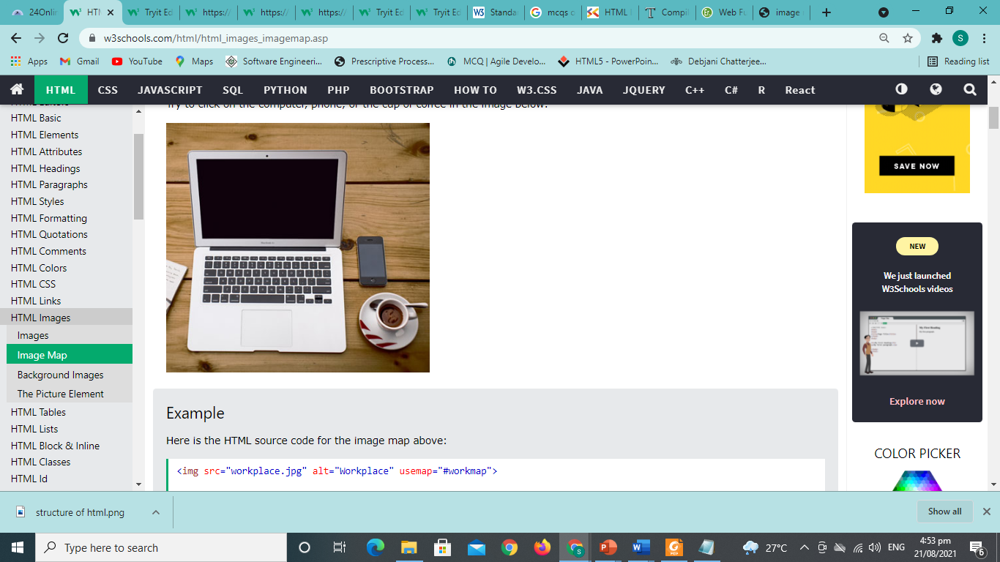 24Onlin
HTM
Tryit Ed
https:/
https:/
https:/
Tryit Ed
Tryit Ed
Standa
mcqs o
HTML
Compil
Web Fu
image
w3schools.com/html/html_images_imagemap.asp
S
Apps
Gmail
YouTube
Maps
Software Engineeri...
Prescriptive Process...
MCQ | Agile Develo...
HTML5 - PowerPoin...
Debjani Chatterjee...
Reading list
HTML
CSS
JAVASCRIPT
SQL
PYTHON
PHP
BOOTSTRAP
HOW TO
W3.CSS
JAVA
JQUERY
C++
C#
R
React
HTML Editors
HTML Basic
HTML Elements
HTML Attributes
HTML Headings
HTML Paragraphs
HTML Styles
HTML Formatting
HTML Quotations
HTML Comments
HTML Colors
HTML CSS
HTML Links
HTML Images
Images
Image Map
Background Images
The Picture Element
HTML Tables
HTML Lists
HTML Block & Inline
HTML Classes
HTML Id
Try to click on the computer, phone, or the cup of coffee in the image below:
Example
Here is the HTML source code for the image map above:
<img src="workplace.jpg" alt="Workplace" usemap="#workmap">
SAVE NOW
NEW
We just launched
W3Schools videos
Explore now
COLOR PICKER
structure of html.png
Show all
Type here to search
27°C
ENG
4:53 pm
21/08/2021
6